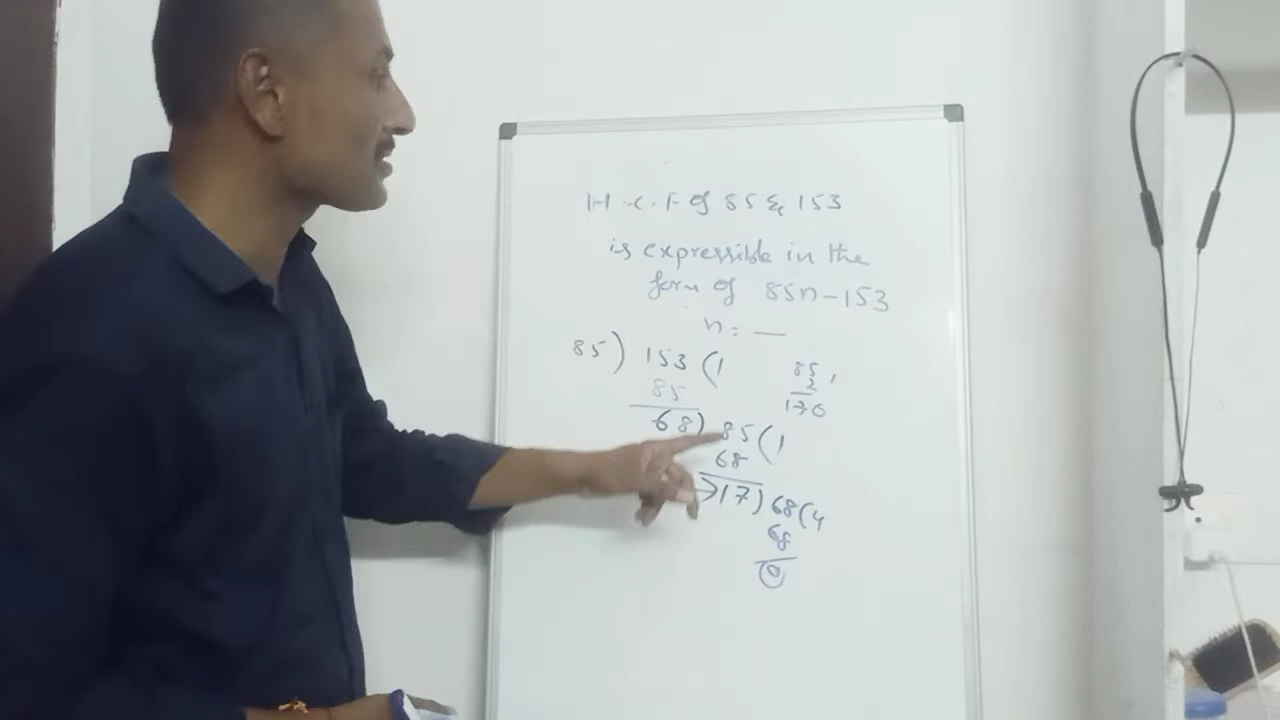 H.C.F of 85 & 153
is expressible in the
form of 85n-153
n = __
85) 153 (1
85
68) 85 (1
68
17) 68 (4
68
0
85
2
170